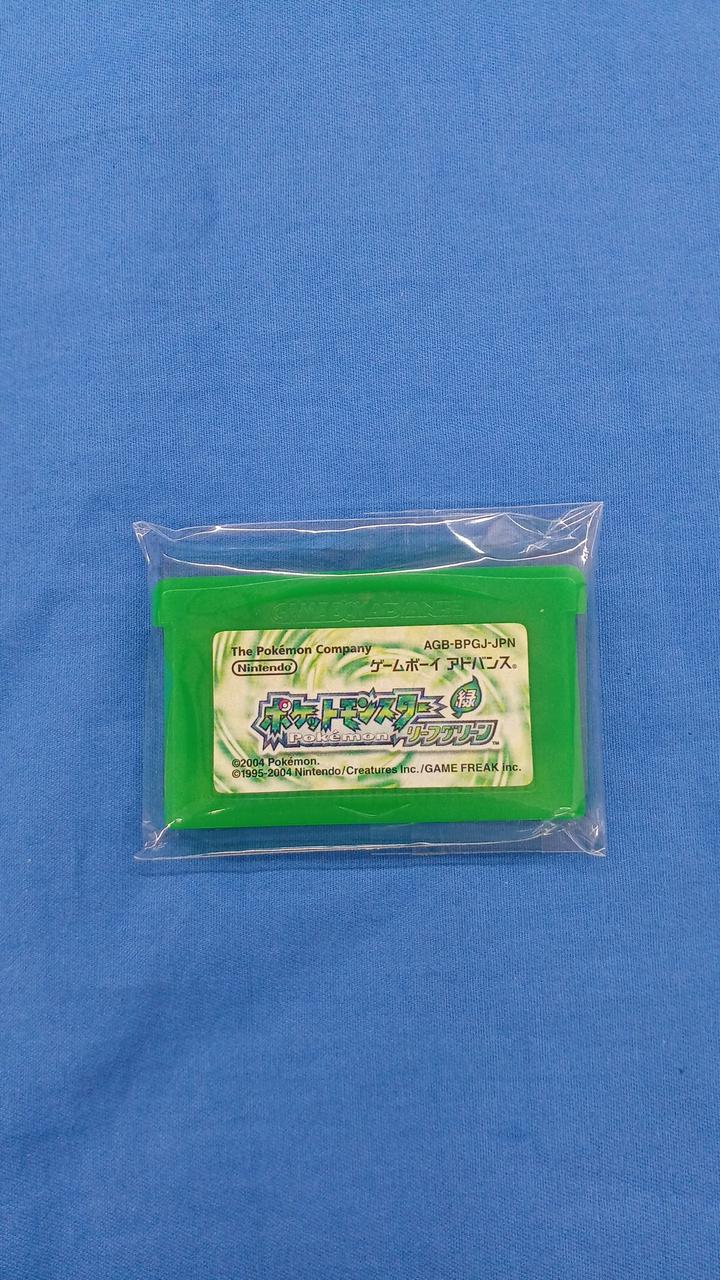 GAME BOY ADVANCE
The Pokémon Company
AGB-BPGJ-JPN
Nintendo
ゲームボーイ アドバンス®
ポケットモンスター
緑
Pokémon
リーフグリーン™
©2004 Pokémon.
©1995-2004 Nintendo/Creatures Inc./GAME FREAK inc.